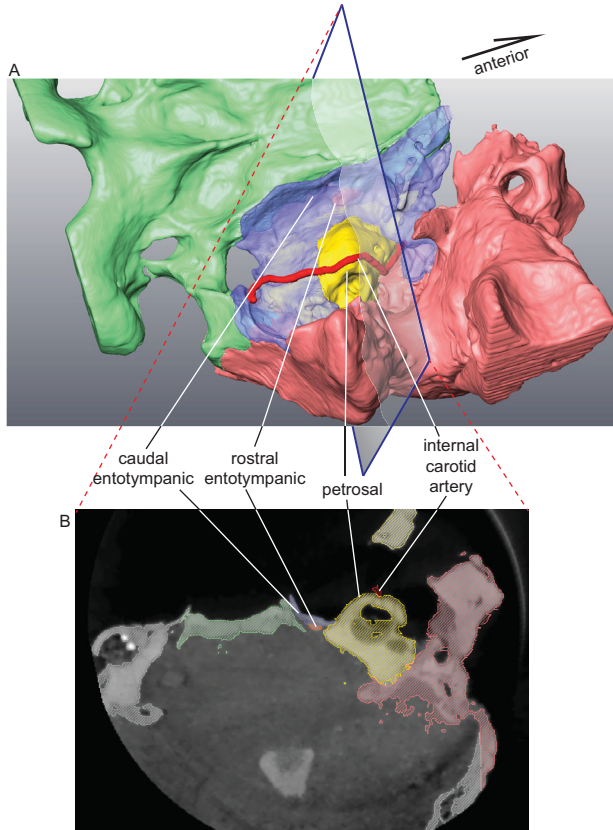 A
anterior
caudal
entotympanic
rostral
entotympanic
petrosal
internal
carotid
artery
B